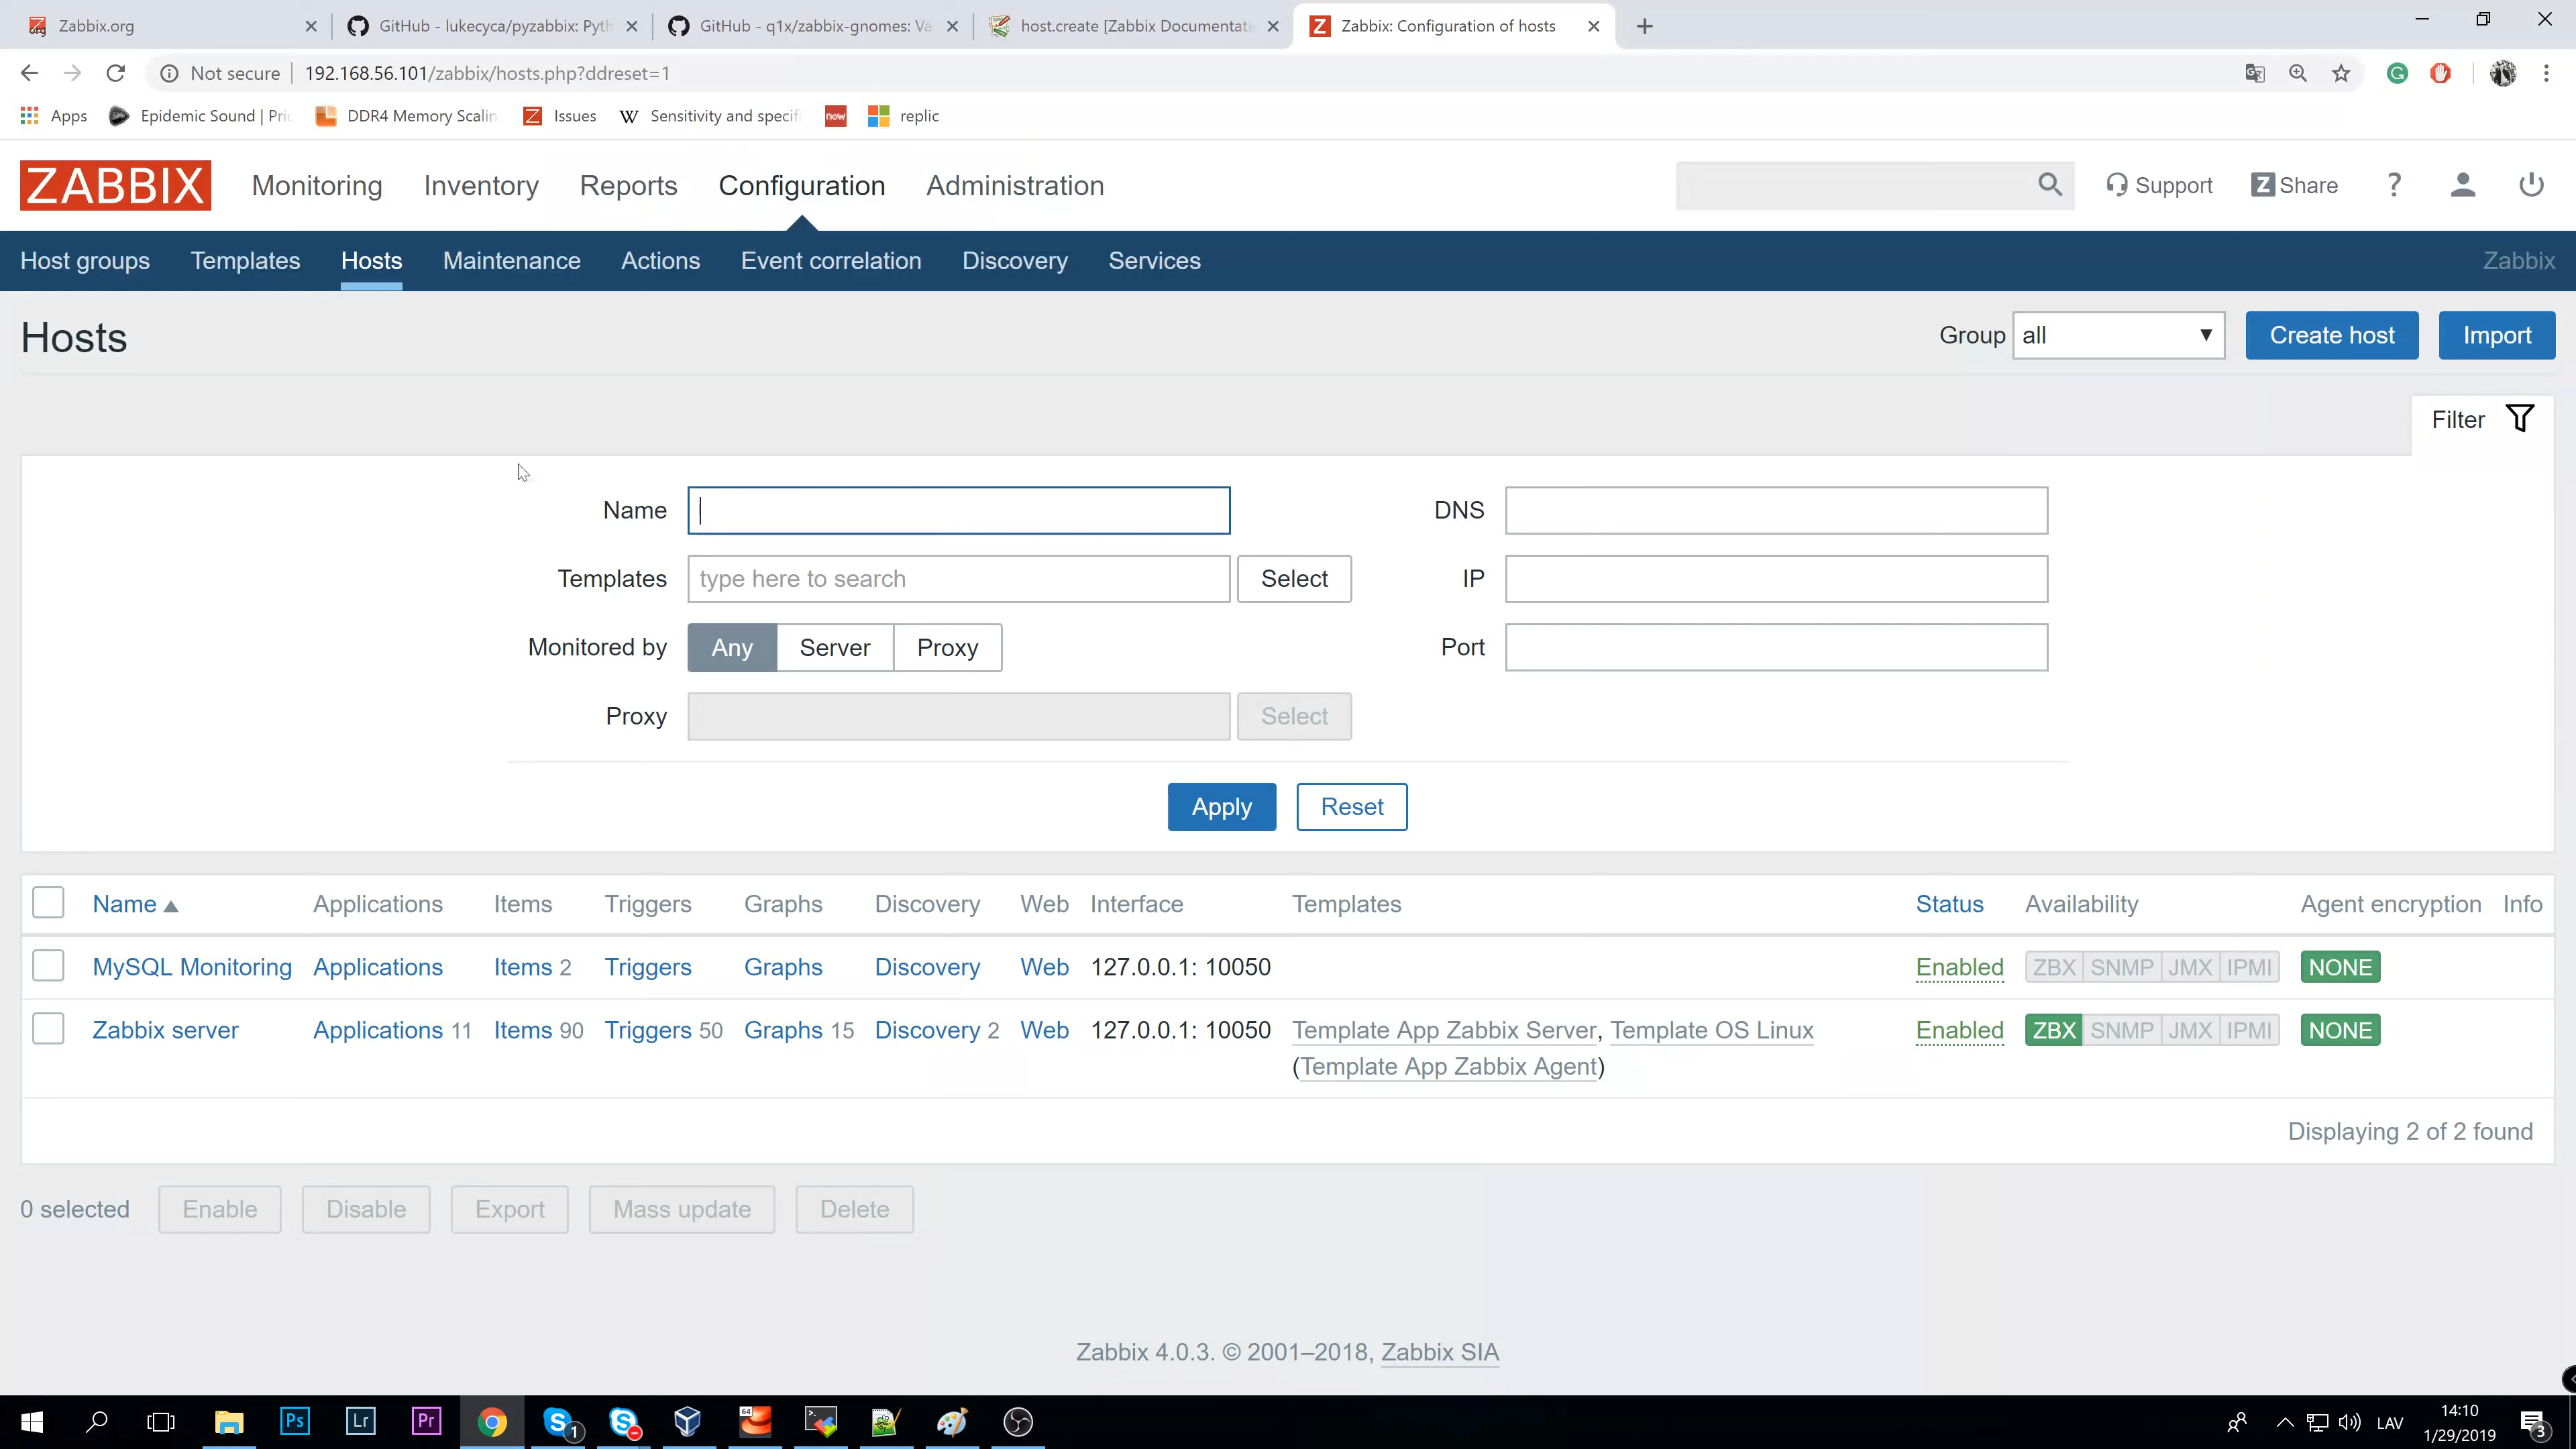 Zabbix.org
GitHub - lukecyca/pyzabbix: Pyth
GitHub - q1x/zabbix-gnomes: Va
host.create [Zabbix Documentati
Zabbix: Configuration of hosts
Not secure 192.168.56.101/zabbix/hosts.php?ddreset=1
Apps Epidemic Sound | Pric DDR4 Memory Scalin Issues Sensitivity and specifi now replic
ZABBIX Monitoring Inventory Reports Configuration Administration Support Z Share ?
Host groups Templates Hosts Maintenance Actions Event correlation Discovery Services Zabbix
Hosts Group all Create host Import
Filter
Name DNS
Templates type here to search Select IP
Monitored by Any Server Proxy Port
Proxy Select
Apply Reset
Name Applications Items Triggers Graphs Discovery Web Interface Templates Status Availability Agent encryption Info
MySQL Monitoring Applications Items 2 Triggers Graphs Discovery Web 127.0.0.1: 10050 Enabled ZBX SNMP JMX IPMI NONE
Zabbix server Applications 11 Items 90 Triggers 50 Graphs 15 Discovery 2 Web 127.0.0.1: 10050 Template App Zabbix Server, Template OS Linux Enabled ZBX SNMP JMX IPMI NONE
(Template App Zabbix Agent)
Displaying 2 of 2 found
0 selected Enable Disable Export Mass update Delete
Zabbix 4.0.3. © 2001–2018, Zabbix SIA
Ps Lr Pr 1 64 LAV 14:10
1/29/2019 3